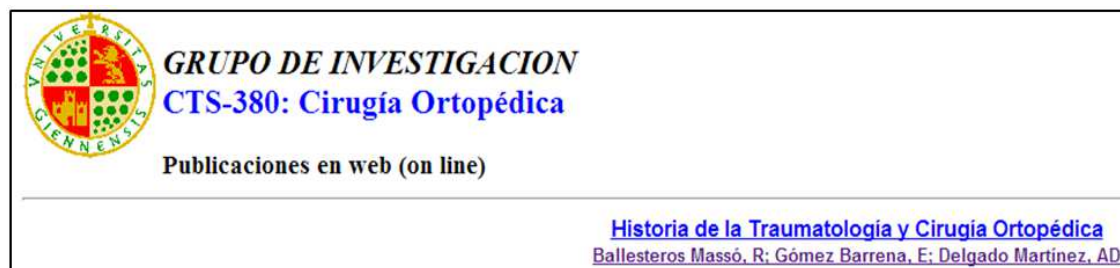 VNIVERSITAS GIENNENSIS
GRUPO DE INVESTIGACION
CTS-380: Cirugía Ortopédica
Publicaciones en web (on line)
Historia de la Traumatología y Cirugía Ortopédica
Ballesteros Massó, R; Gómez Barrena, E; Delgado Martínez, AD